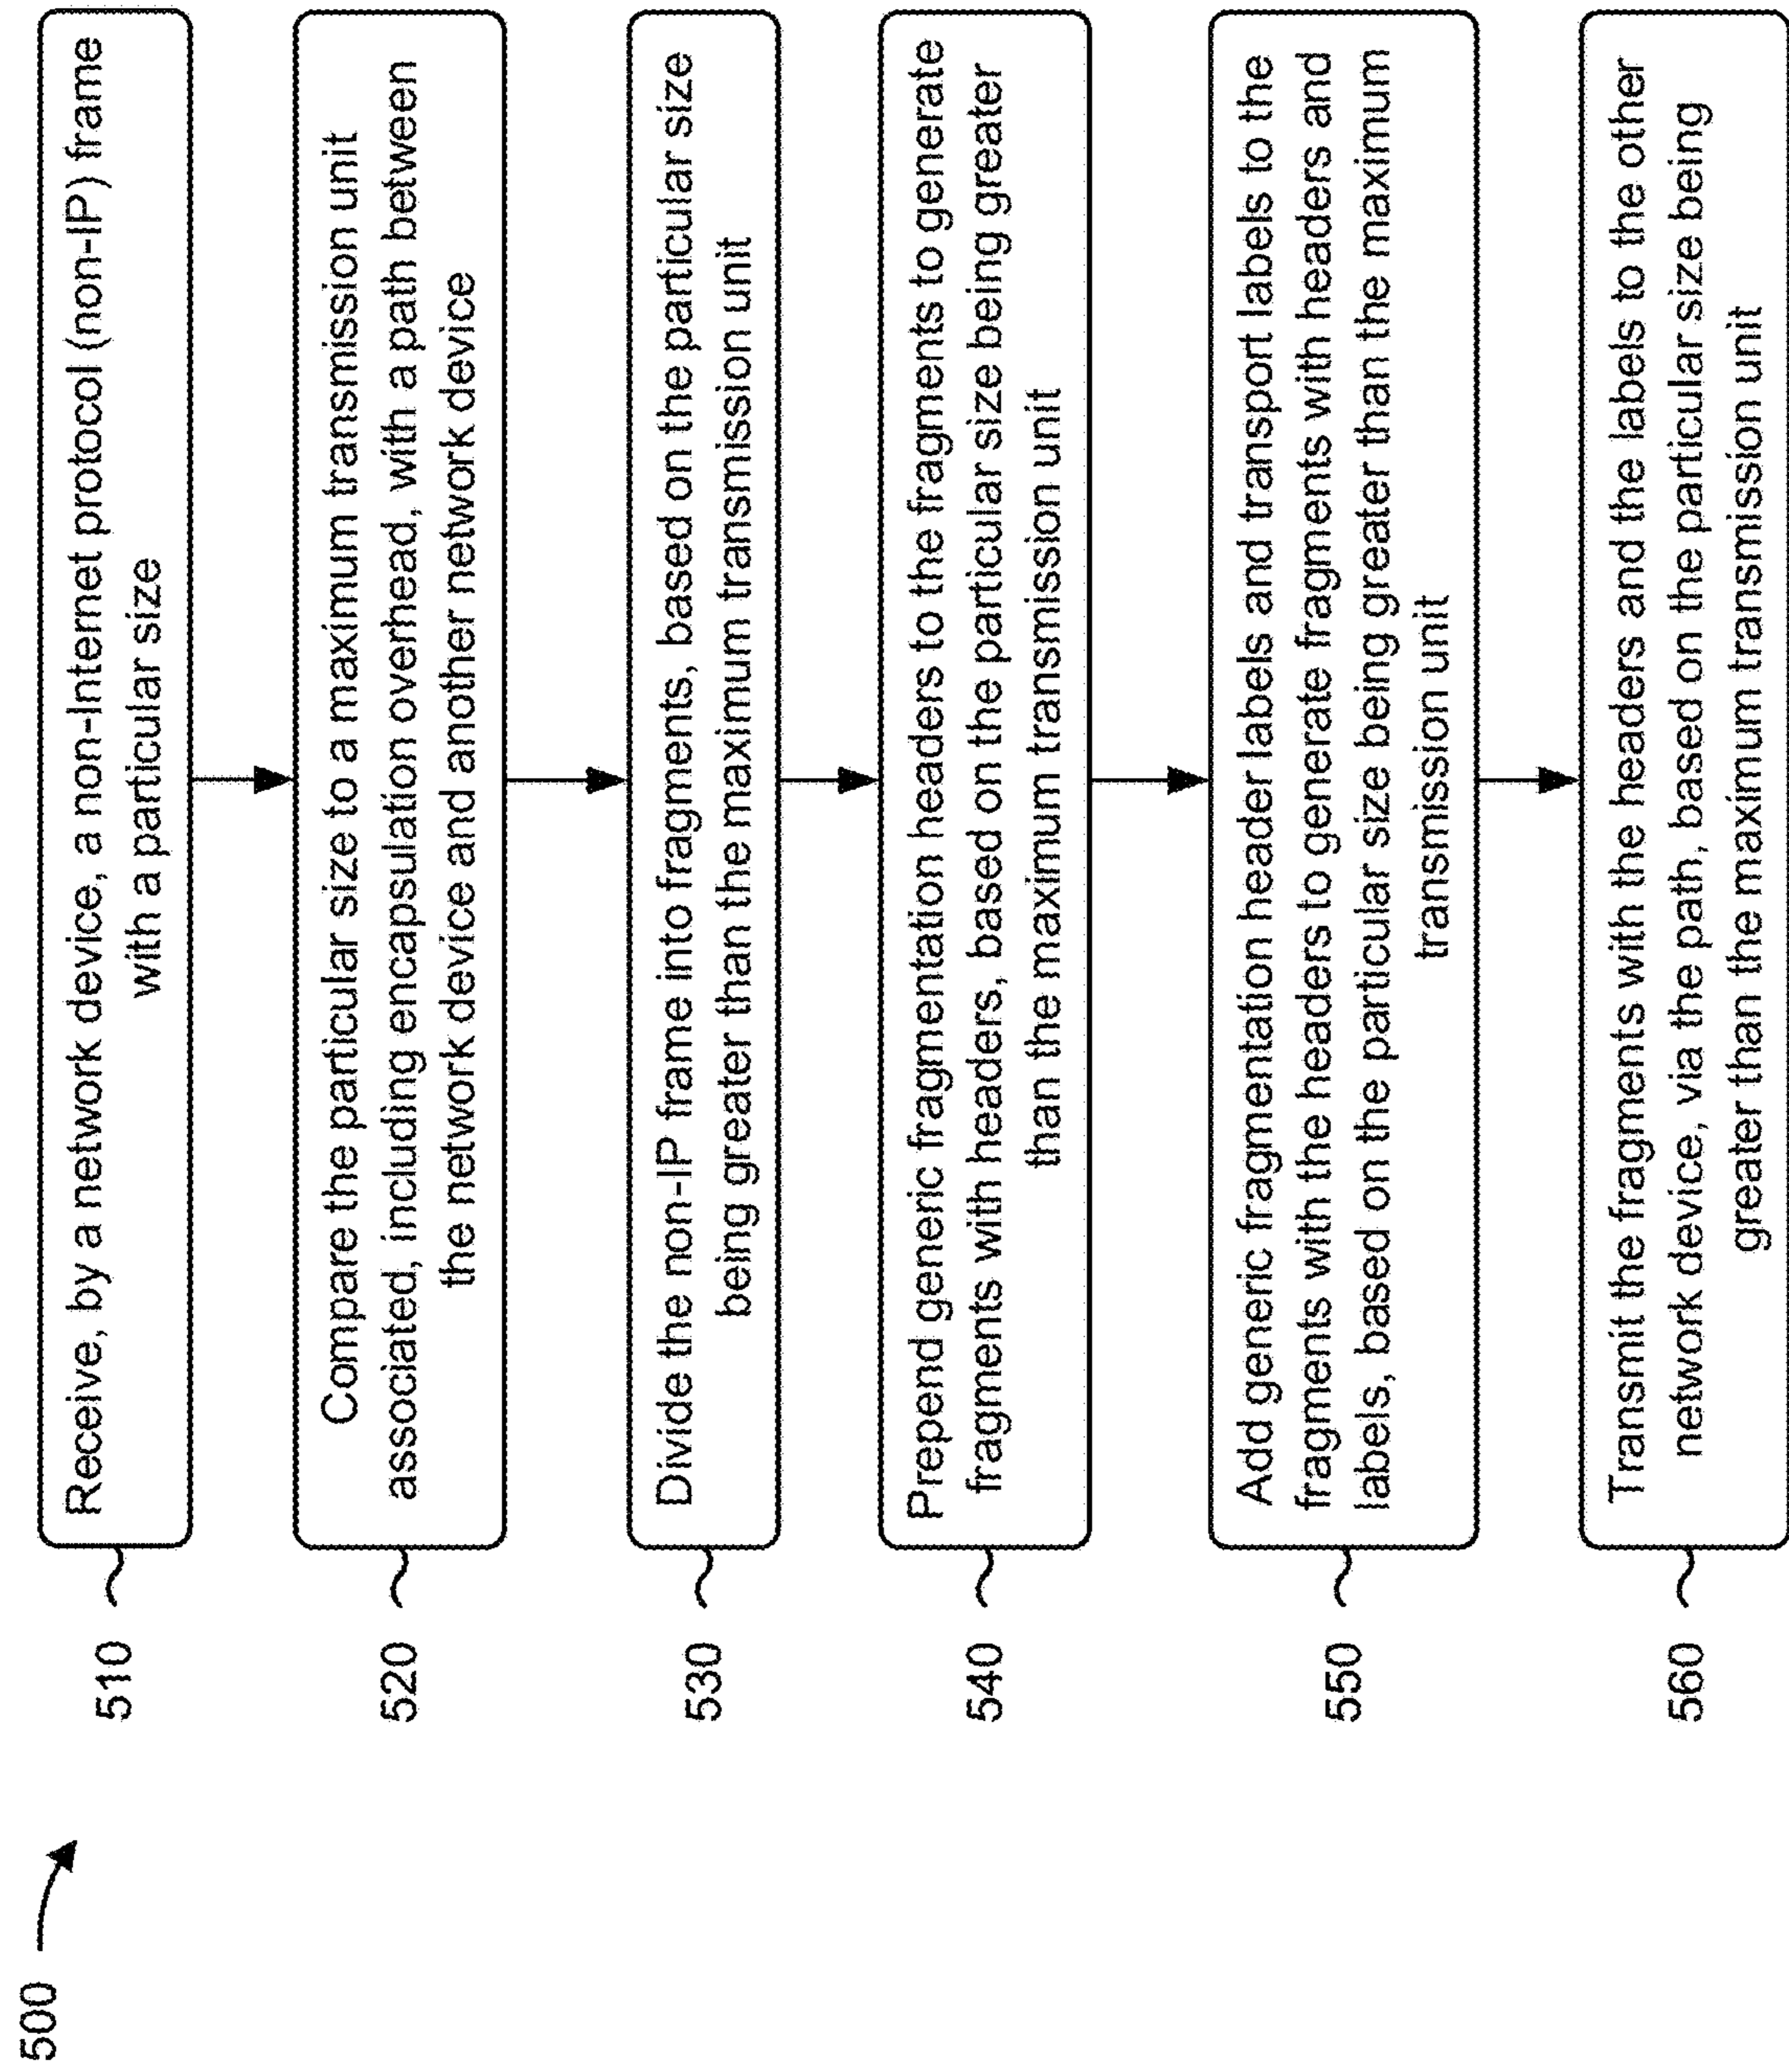 500
510
Receive, by a network device, a non-Internet protocol (non-IP) frame
with a particular size
520
Compare the particular size to a maximum transmission unit
associated, including encapsulation overhead, with a path between
the network device and another network device
530
Divide the non-IP frame into fragments, based on the particular size
being greater than the maximum transmission unit
540
Prepend generic fragmentation headers to the fragments to generate
fragments with headers, based on the particular size being greater
than the maximum transmission unit
550
Add generic fragmentation header labels and transport labels to the
fragments with the headers to generate fragments with headers and
labels, based on the particular size being greater than the maximum
transmission unit
560
Transmit the fragments with the headers and the labels to the other
network device, via the path, based on the particular size being
greater than the maximum transmission unit